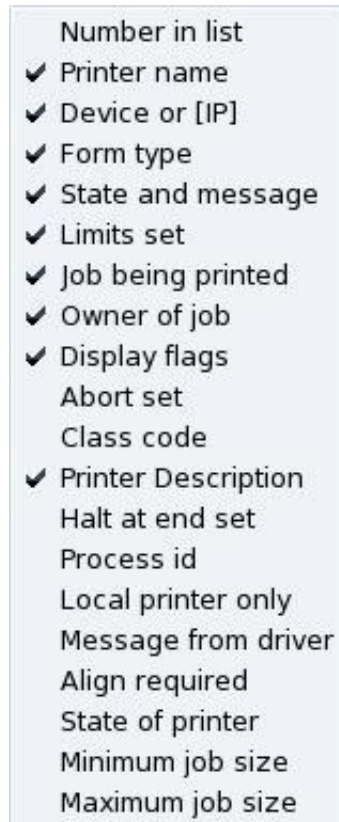 Number in list
Printer name
Device or [IP]
Form type
State and message
Limits set
Job being printed
Owner of job
Display flags
Abort set
Class code
Printer Description
Halt at end set
Process id
Local printer only
Message from driver
Align required
State of printer
Minimum job size
Maximum job size